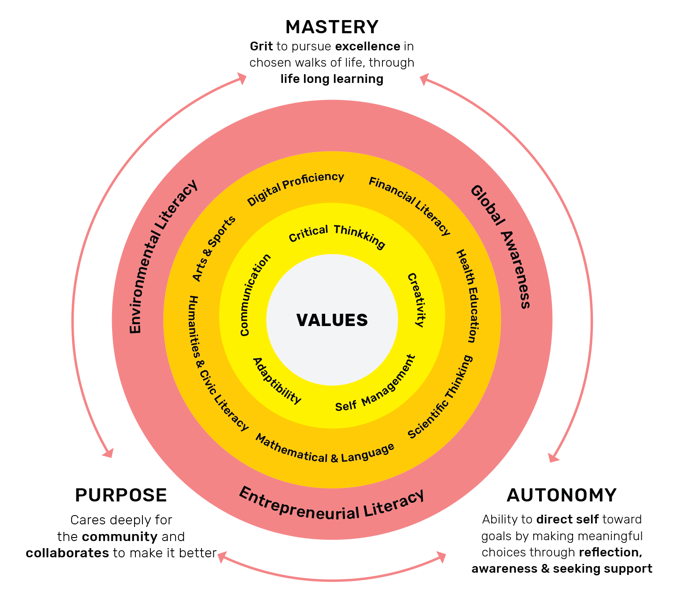 MASTERY
Grit to pursue excellence in
chosen walks of life, through
life long learning
Environmental Literacy
Global Awareness
Entrepreneurial Literacy
Digital Proficiency
Financial Literacy
Health Education
Scientific Thinking
Mathematical & Language
Humanities & Civic Literacy
Arts & Sports
Critical Thinkking
Creativity
Self Management
Adaptibility
Communication
VALUES
PURPOSE
Cares deeply for
the community and
collaborates to make it better
AUTONOMY
Ability to direct self toward
goals by making meaningful
choices through reflection,
awareness & seeking support